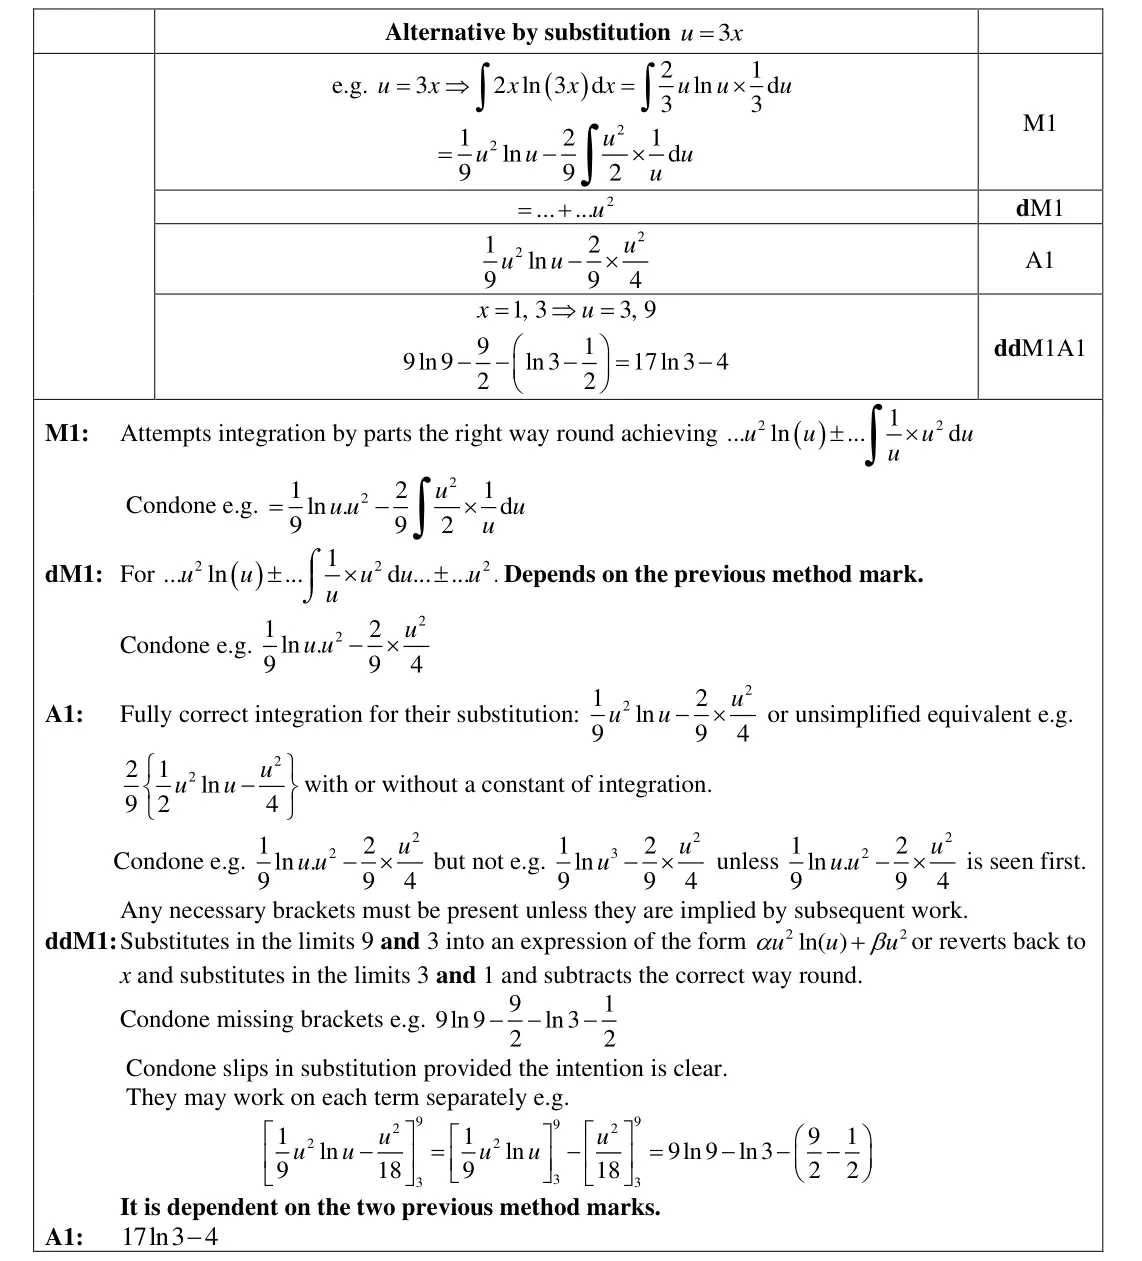 Alternative by substitution u = 3x
e.g. u = 3x ⇒ ∫ 2x ln(3x) dx = ∫ 2/3 u ln u × 1/3 du
= 1/9 u² ln u − 2/9 ∫ u²/2 × 1/u du
M1
= ... + ...u² dM1
1/9 u² ln u − 2/9 × u²/4 A1
x = 1, 3 ⇒ u = 3, 9
9 ln 9 − 9/2 − (ln 3 − 1/2) = 17 ln 3 − 4
ddM1A1
M1: Attempts integration by parts the right way round achieving ...u² ln(u) ± ... ∫ 1/u × u² du
Condone e.g. = 1/9 ln u.u² − 2/9 ∫ u²/2 × 1/u du
dM1: For ...u² ln(u) ± ... ∫ 1/u × u² du... ± ...u². Depends on the previous method mark.
Condone e.g. 1/9 ln u.u² − 2/9 × u²/4
A1: Fully correct integration for their substitution: 1/9 u² ln u − 2/9 × u²/4 or unsimplified equivalent e.g.
2/9 {1/2 u² ln u − u²/4} with or without a constant of integration.
Condone e.g. 1/9 ln u.u² − 2/9 × u²/4 but not e.g. 1/9 ln u³ − 2/9 × u²/4 unless 1/9 ln u.u² − 2/9 × u²/4 is seen first.
Any necessary brackets must be present unless they are implied by subsequent work.
ddM1: Substitutes in the limits 9 and 3 into an expression of the form αu² ln(u) + βu² or reverts back to
x and substitutes in the limits 3 and 1 and subtracts the correct way round.
Condone missing brackets e.g. 9 ln 9 − 9/2 − ln 3 − 1/2
Condone slips in substitution provided the intention is clear.
They may work on each term separately e.g.
[1/9 u² ln u − u²/18]₃⁹ = [1/9 u² ln u]₃⁹ − [u²/18]₃⁹ = 9 ln 9 − ln 3 − (9/2 − 1/2)
It is dependent on the two previous method marks.
A1: 17 ln 3 − 4